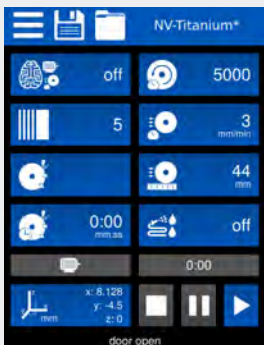 NV-Titanium*
off
5000
5
3
mm/min
44
mm
0:00
mm:ss
off
0:00
mm
x: 8.128
y: -4.5
z: 0
door open